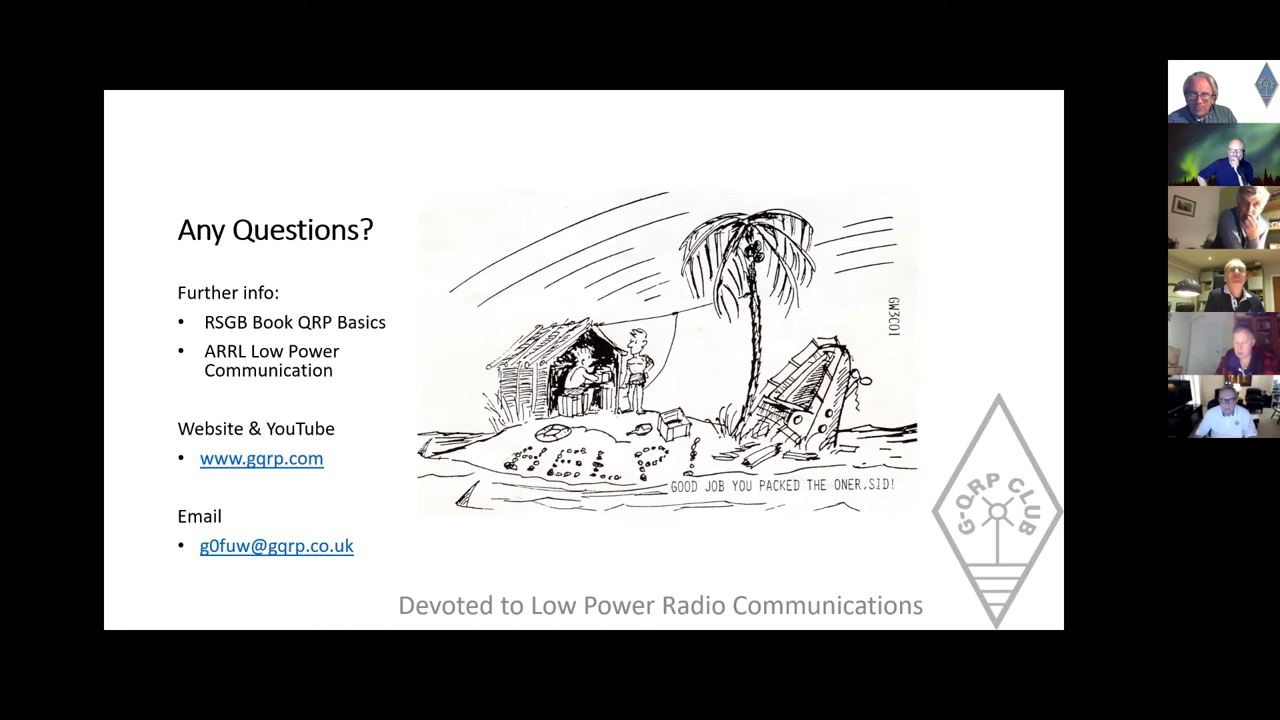 Any Questions?
Further info:
• RSGB Book QRP Basics
• ARRL Low Power
Communication
Website & YouTube
• www.gqrp.com
Email
• g0fuw@gqrp.co.uk
GW3COI
HELP!
GOOD JOB YOU PACKED THE ONER,SID!
G-QRP CLUB
Devoted to Low Power Radio Communications